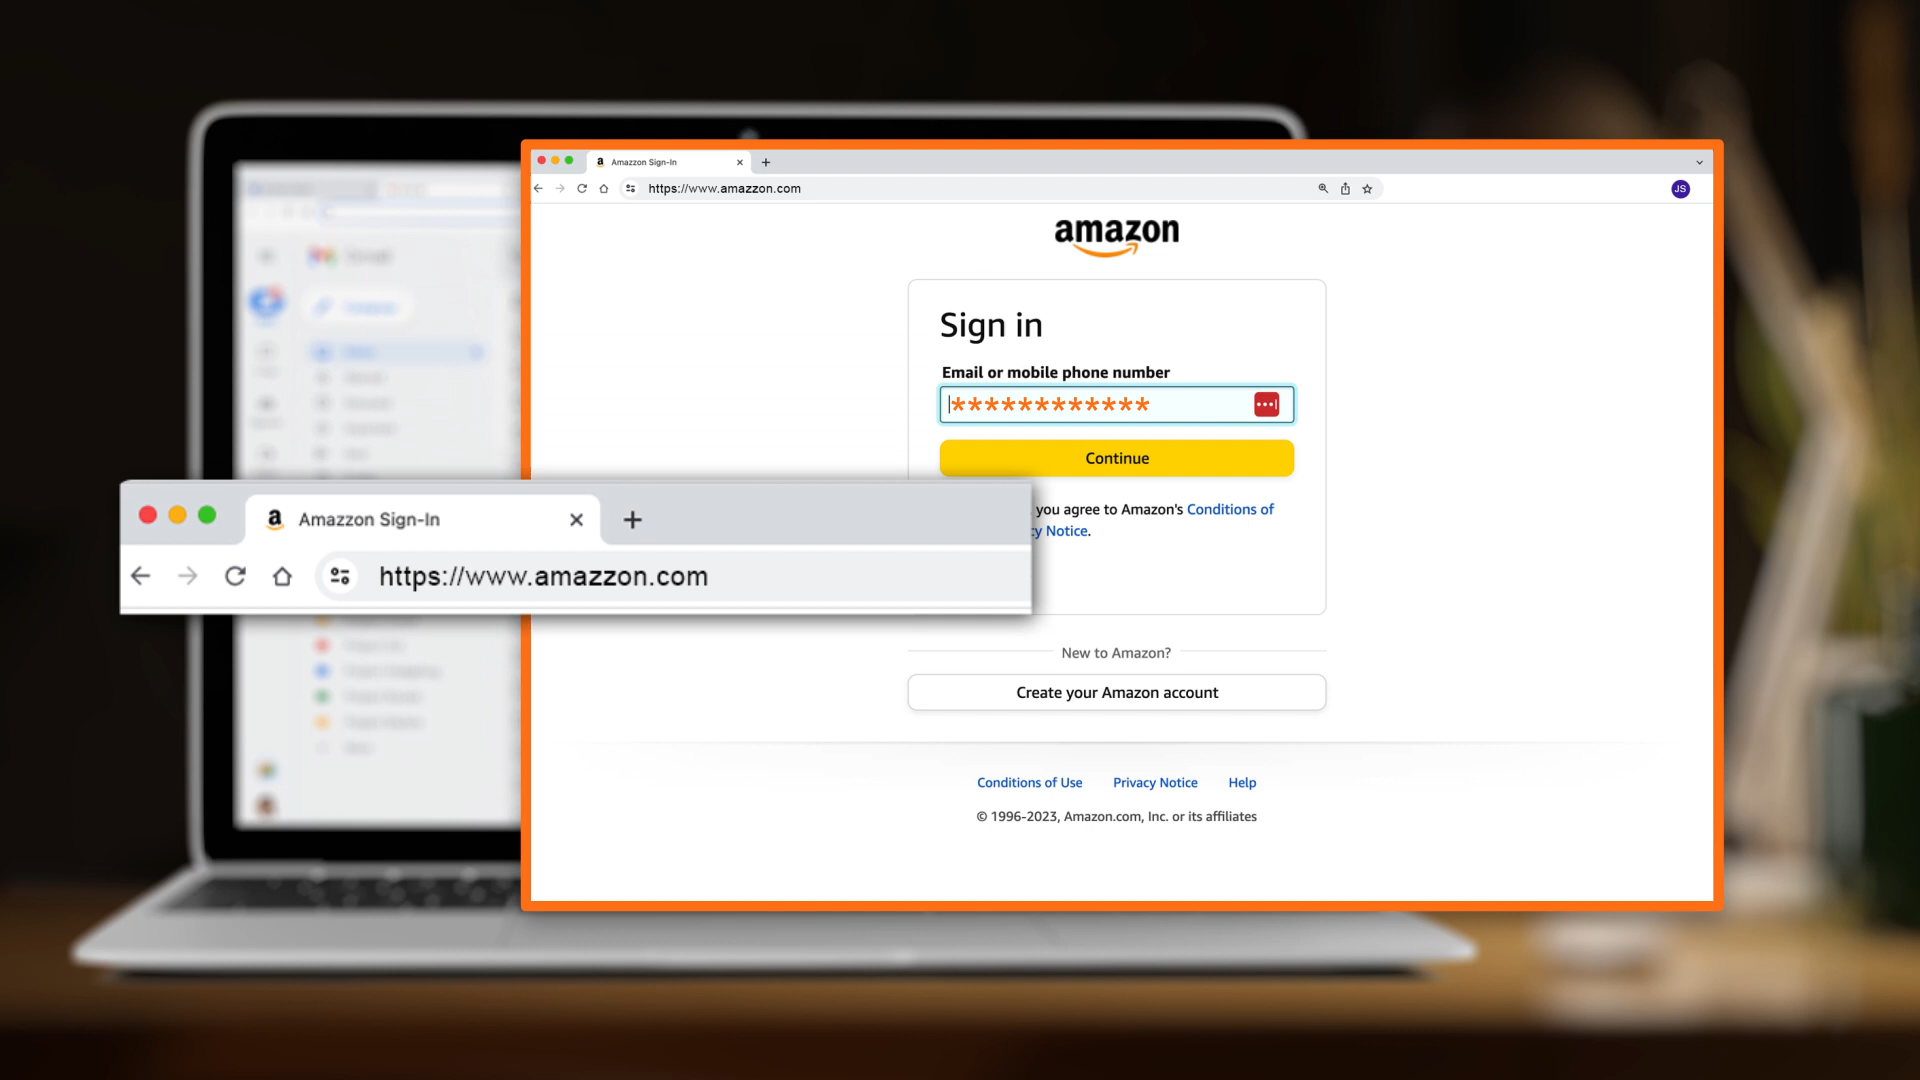 Amazzon Sign-In
https://www.amazzon.com
JS
amazon
Sign in
Email or mobile phone number
************
Continue
you agree to Amazon's Conditions of
cy Notice.
Amazzon Sign-In
https://www.amazzon.com
New to Amazon?
Create your Amazon account
Conditions of Use Privacy Notice Help
© 1996-2023, Amazon.com, Inc. or its affiliates